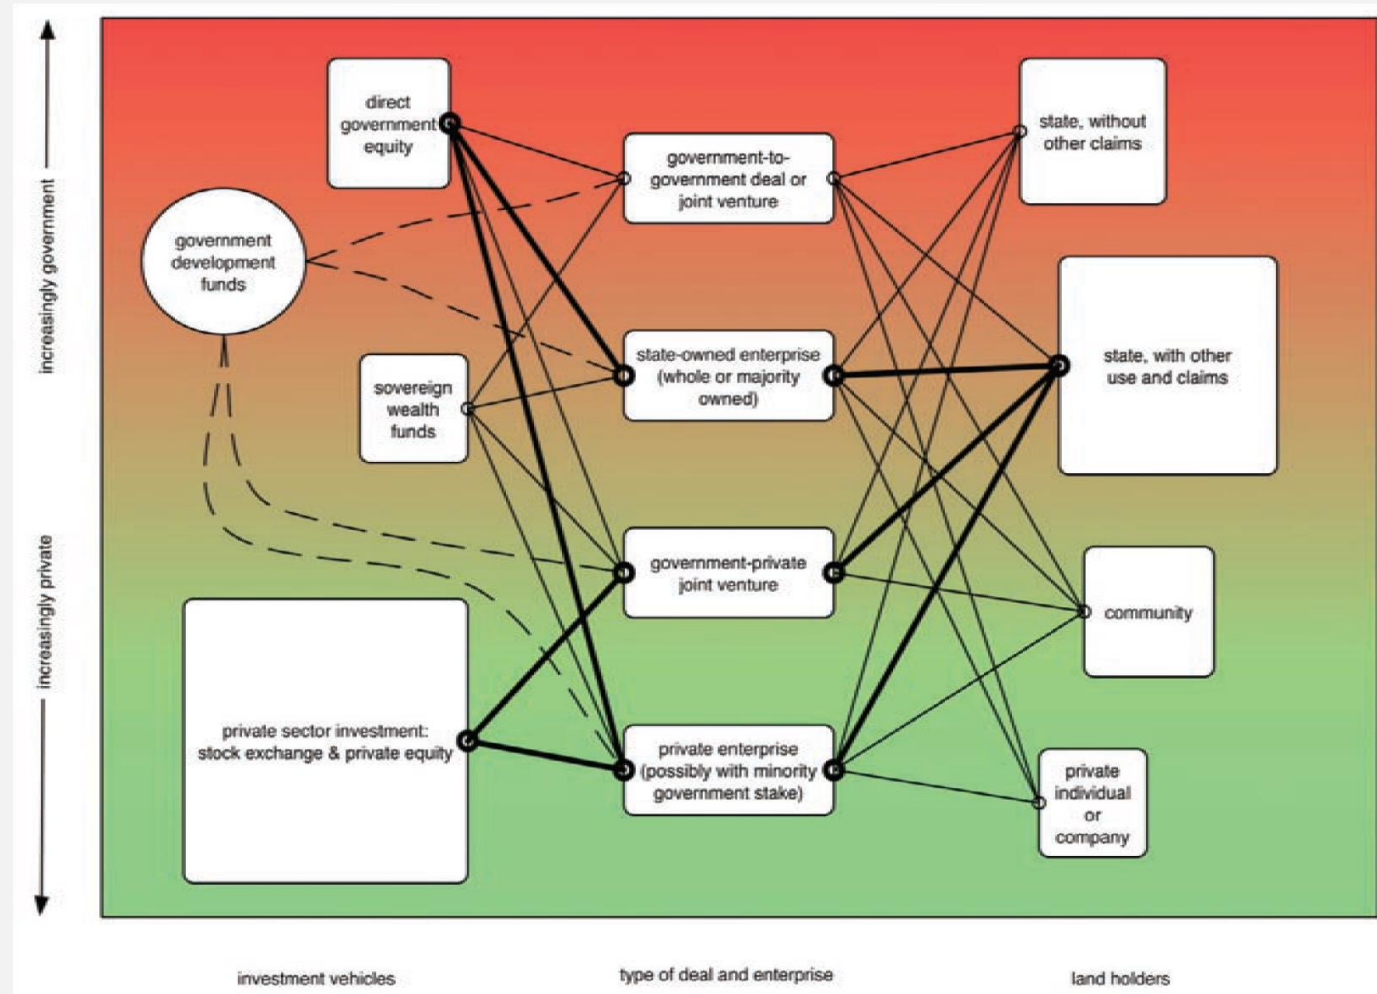 increasingly government
increasingly private
direct
government
equity
government
development
funds
sovereign
wealth
funds
private sector investment:
stock exchange & private equity
government-to-
government deal or
joint venture
state-owned enterprise
(whole or majority
owned)
government-private
joint venture
private enterprise
(possibly with minority
government stake)
state, without
other claims
state, with other
use and claims
community
private
individual
or
company
investment vehicles
type of deal and enterprise
land holders